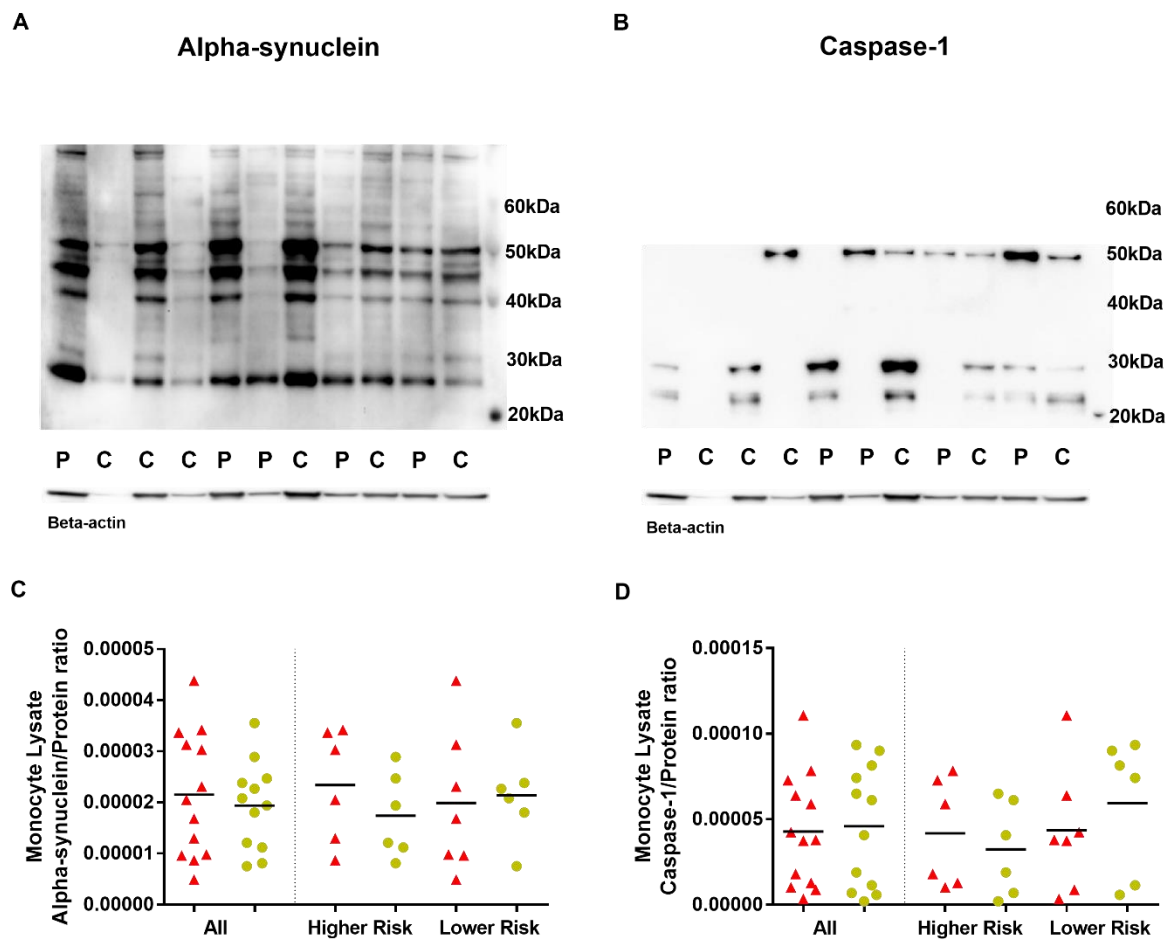 A
Alpha-synuclein
60kDa
50kDa
40kDa
30kDa
20kDa
P C C C P P C P C P C
Beta-actin
B
Caspase-1
60kDa
50kDa
40kDa
30kDa
20kDa
P C C C P P C P C P C
Beta-actin
C
Monocyte Lysate
Alpha-synuclein/Protein ratio
0.00005
0.00004
0.00003
0.00002
0.00001
0.00000
All Higher Risk Lower Risk
D
Monocyte Lysate
Caspase-1/Protein ratio
0.00015
0.00010
0.00005
0.00000
All Higher Risk Lower Risk